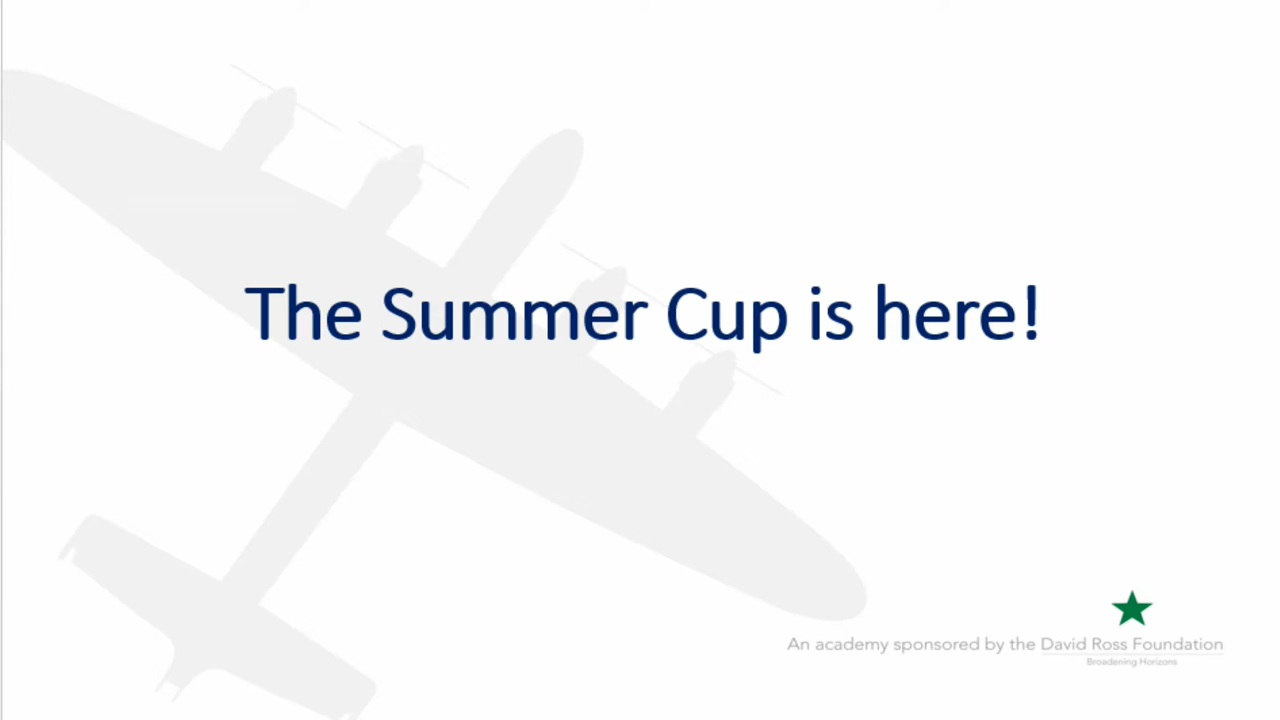 The Summer Cup is here!
An academy sponsored by the David Ross Foundation
Broadening Horizons